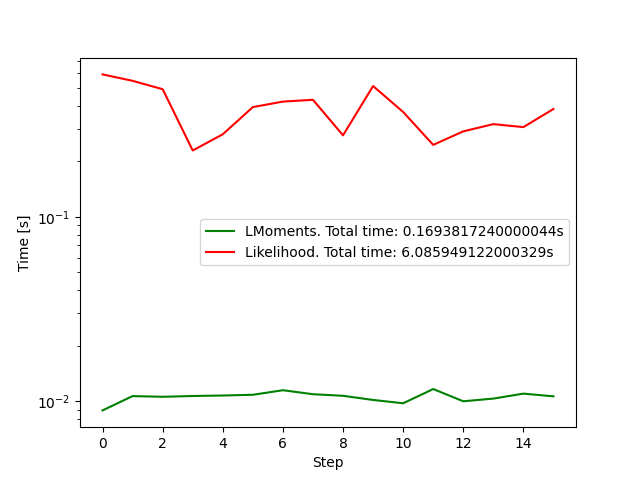 Time [s]
10⁻¹
10⁻²
LMoments. Total time: 0.1693817240000044s
Likelihood. Total time: 6.085949122000329s
0 2 4 6 8 10 12 14
Step